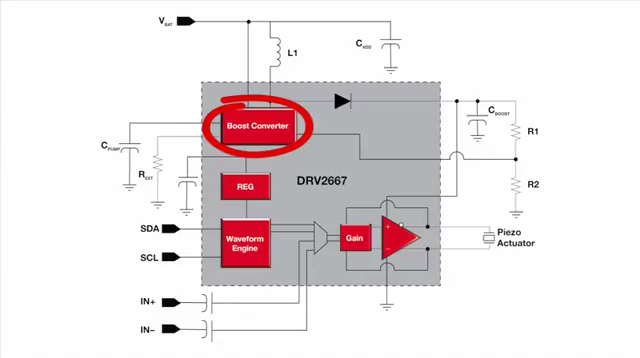 VBAT
L1
CVDD
Boost Converter
CBOOST
R1
CPUMP
REXT
REG
DRV2667
R2
SDA
Waveform
Engine
Gain
+
−
Piezo
Actuator
SCL
IN+
IN−